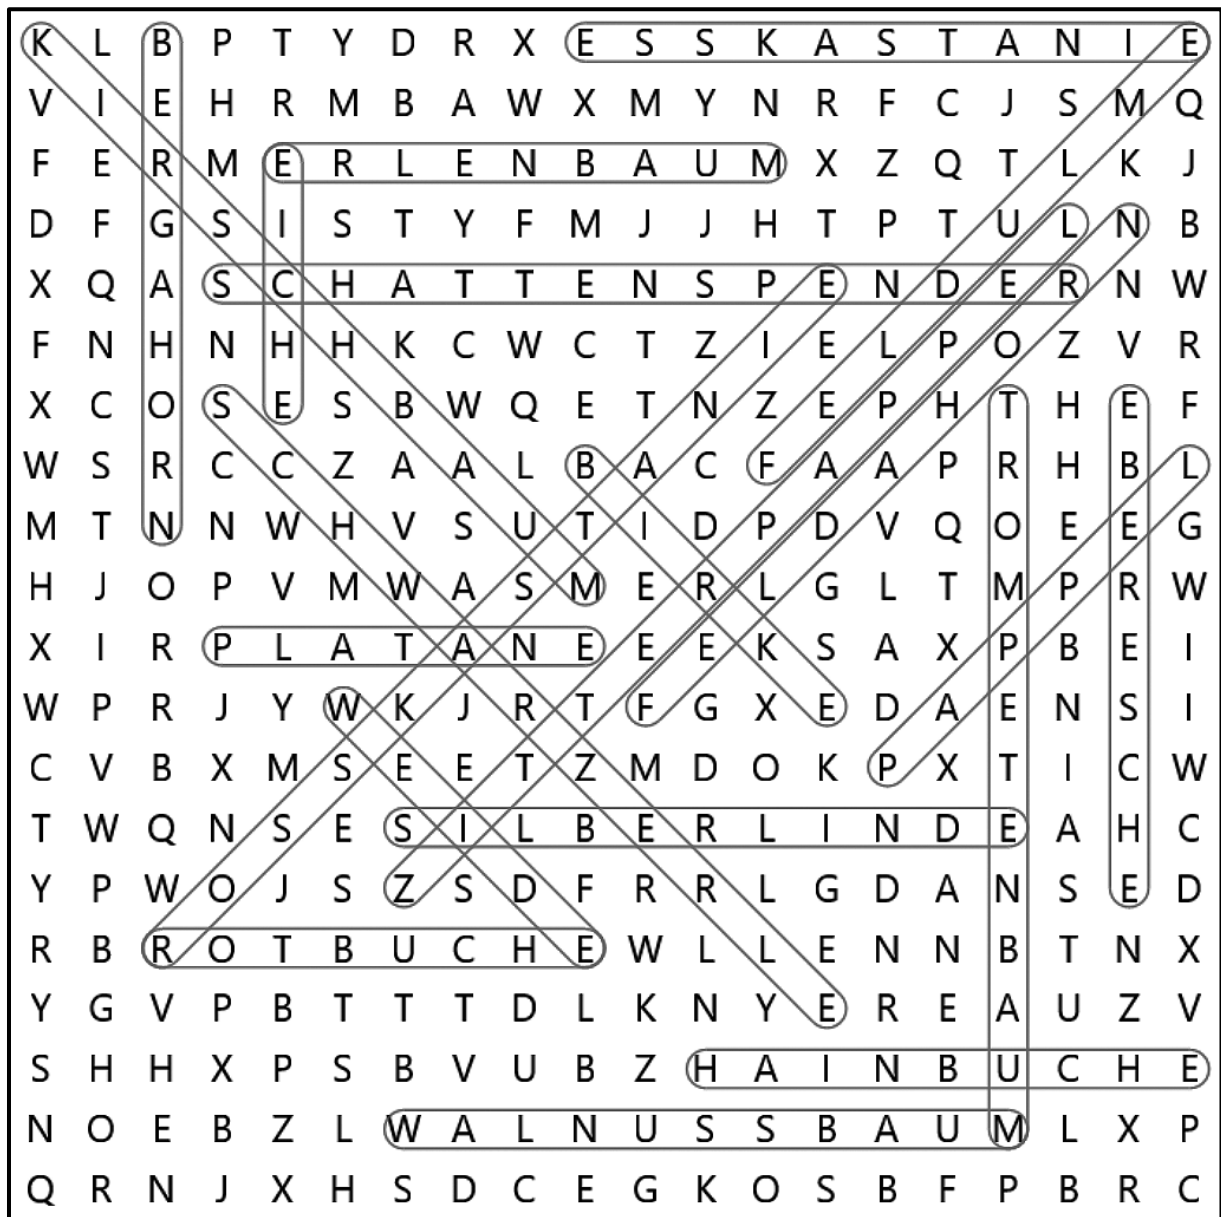 K L B P T Y D R X E S S K A S T A N I E
V I E H R M B A W X M Y N R F C J S M Q
F E R M E R L E N B A U M X Z Q T L K J
D F G S I S T Y F M J J H T P T U L N B
X Q A S C H A T T E N S P E N D E R N W
F N H N H H K C W C T Z I E L P O Z V R
X C O S E S B W Q E T N Z E P H T H E F
W S R C C Z A A L B A C F A A P R H B L
M T N N W H V S U T I D P D V Q O E E G
H J O P V M W A S M E R L G L T M P R W
X I R P L A T A N E E E K S A X P B E I
W P R J Y W K J R T F G X E D A E N S I
C V B X M S E E T Z M D O K P X T I C W
T W Q N S E S I L B E R L I N D E A H C
Y P W O J S Z S D F R R L G D A N S E D
R B R O T B U C H E W L L E N N B T N X
Y G V P B T T T D L K N Y E R E A U Z V
S H H X P S B V U B Z H A I N B U C H E
N O E B Z L W A L N U S S B A U M L X P
Q R N J X H S D C E G K O S B F P B R C